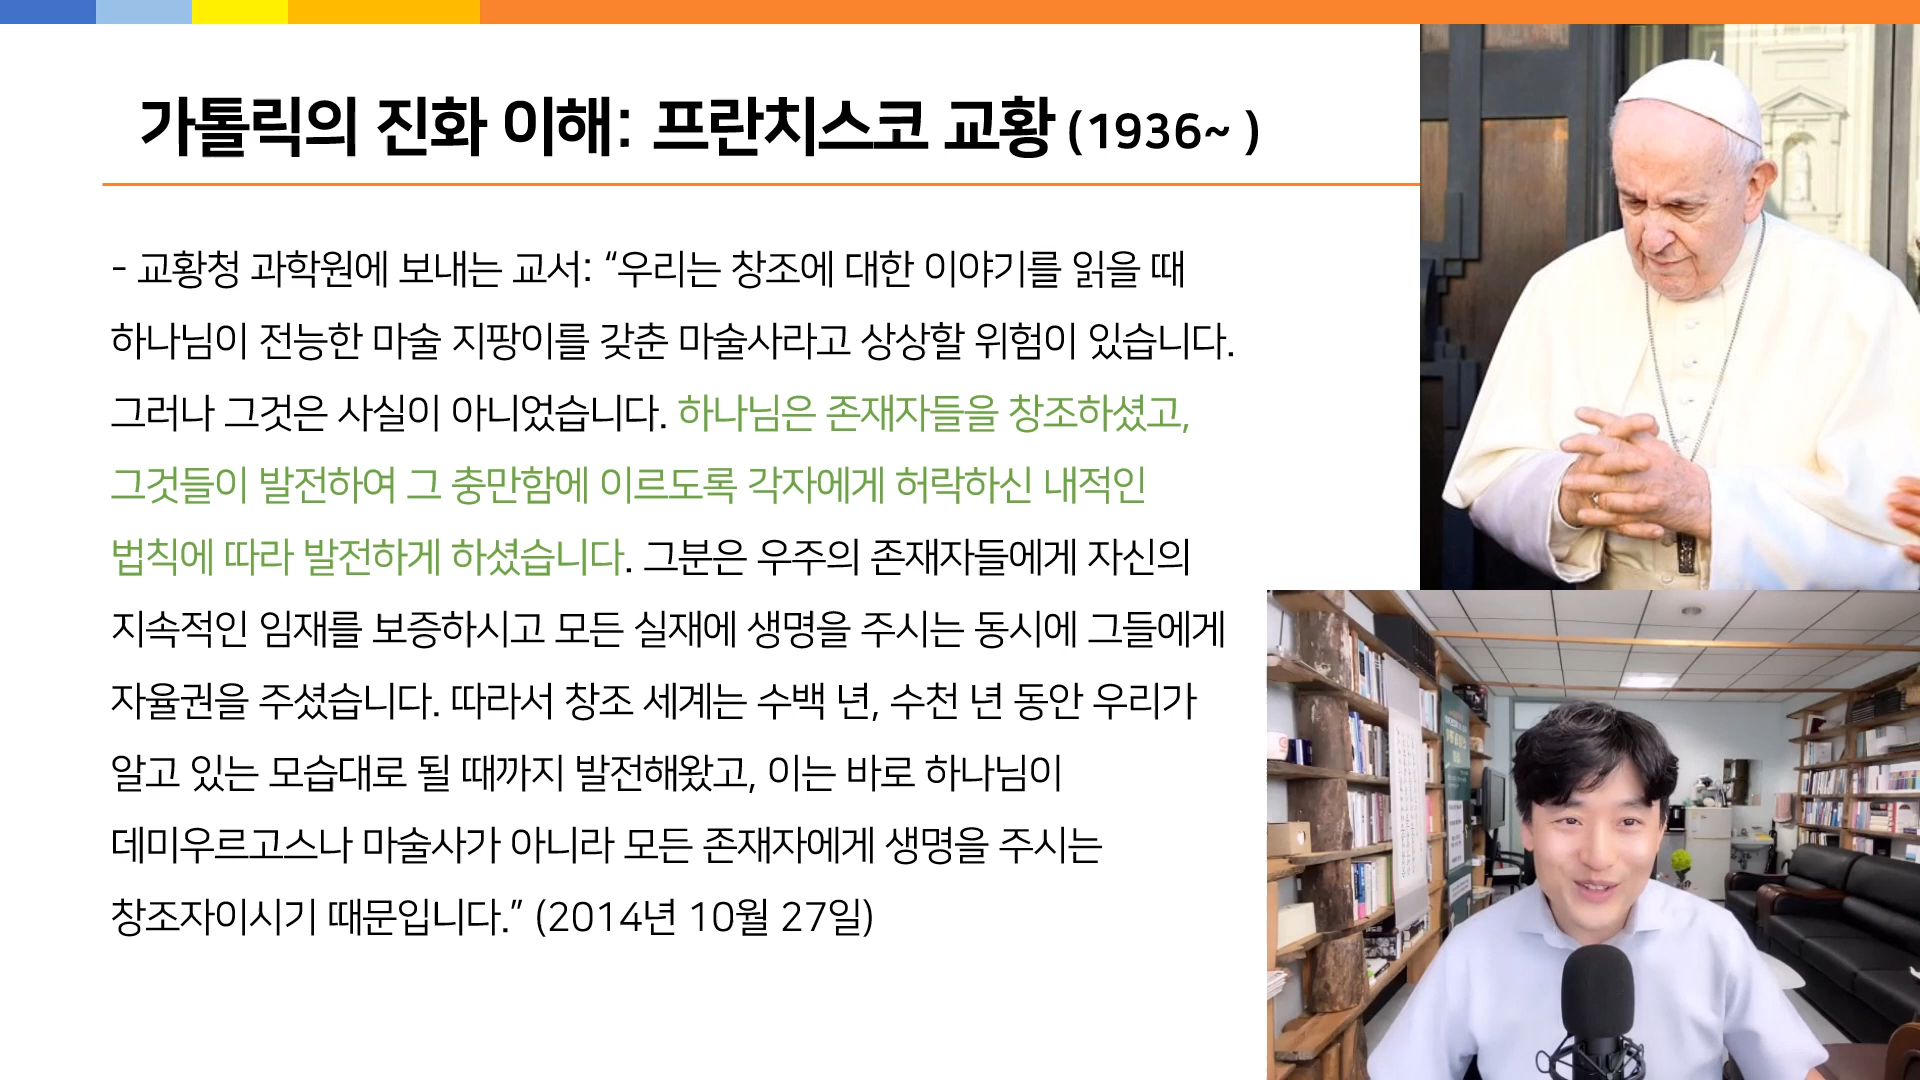 가톨릭의 진화 이해: 프란치스코 교황 (1936~ )
- 교황청 과학원에 보내는 교서: “우리는 창조에 대한 이야기를 읽을 때
하나님이 전능한 마술 지팡이를 갖춘 마술사라고 상상할 위험이 있습니다.
그러나 그것은 사실이 아니었습니다. 하나님은 존재자들을 창조하셨고,
그것들이 발전하여 그 충만함에 이르도록 각자에게 허락하신 내적인
법칙에 따라 발전하게 하셨습니다. 그분은 우주의 존재자들에게 자신의
지속적인 임재를 보증하시고 모든 실재에 생명을 주시는 동시에 그들에게
자율권을 주셨습니다. 따라서 창조 세계는 수백 년, 수천 년 동안 우리가
알고 있는 모습대로 될 때까지 발전해왔고, 이는 바로 하나님이
데미우르고스나 마술사가 아니라 모든 존재자에게 생명을 주시는
창조자이시기 때문입니다.” (2014년 10월 27일)